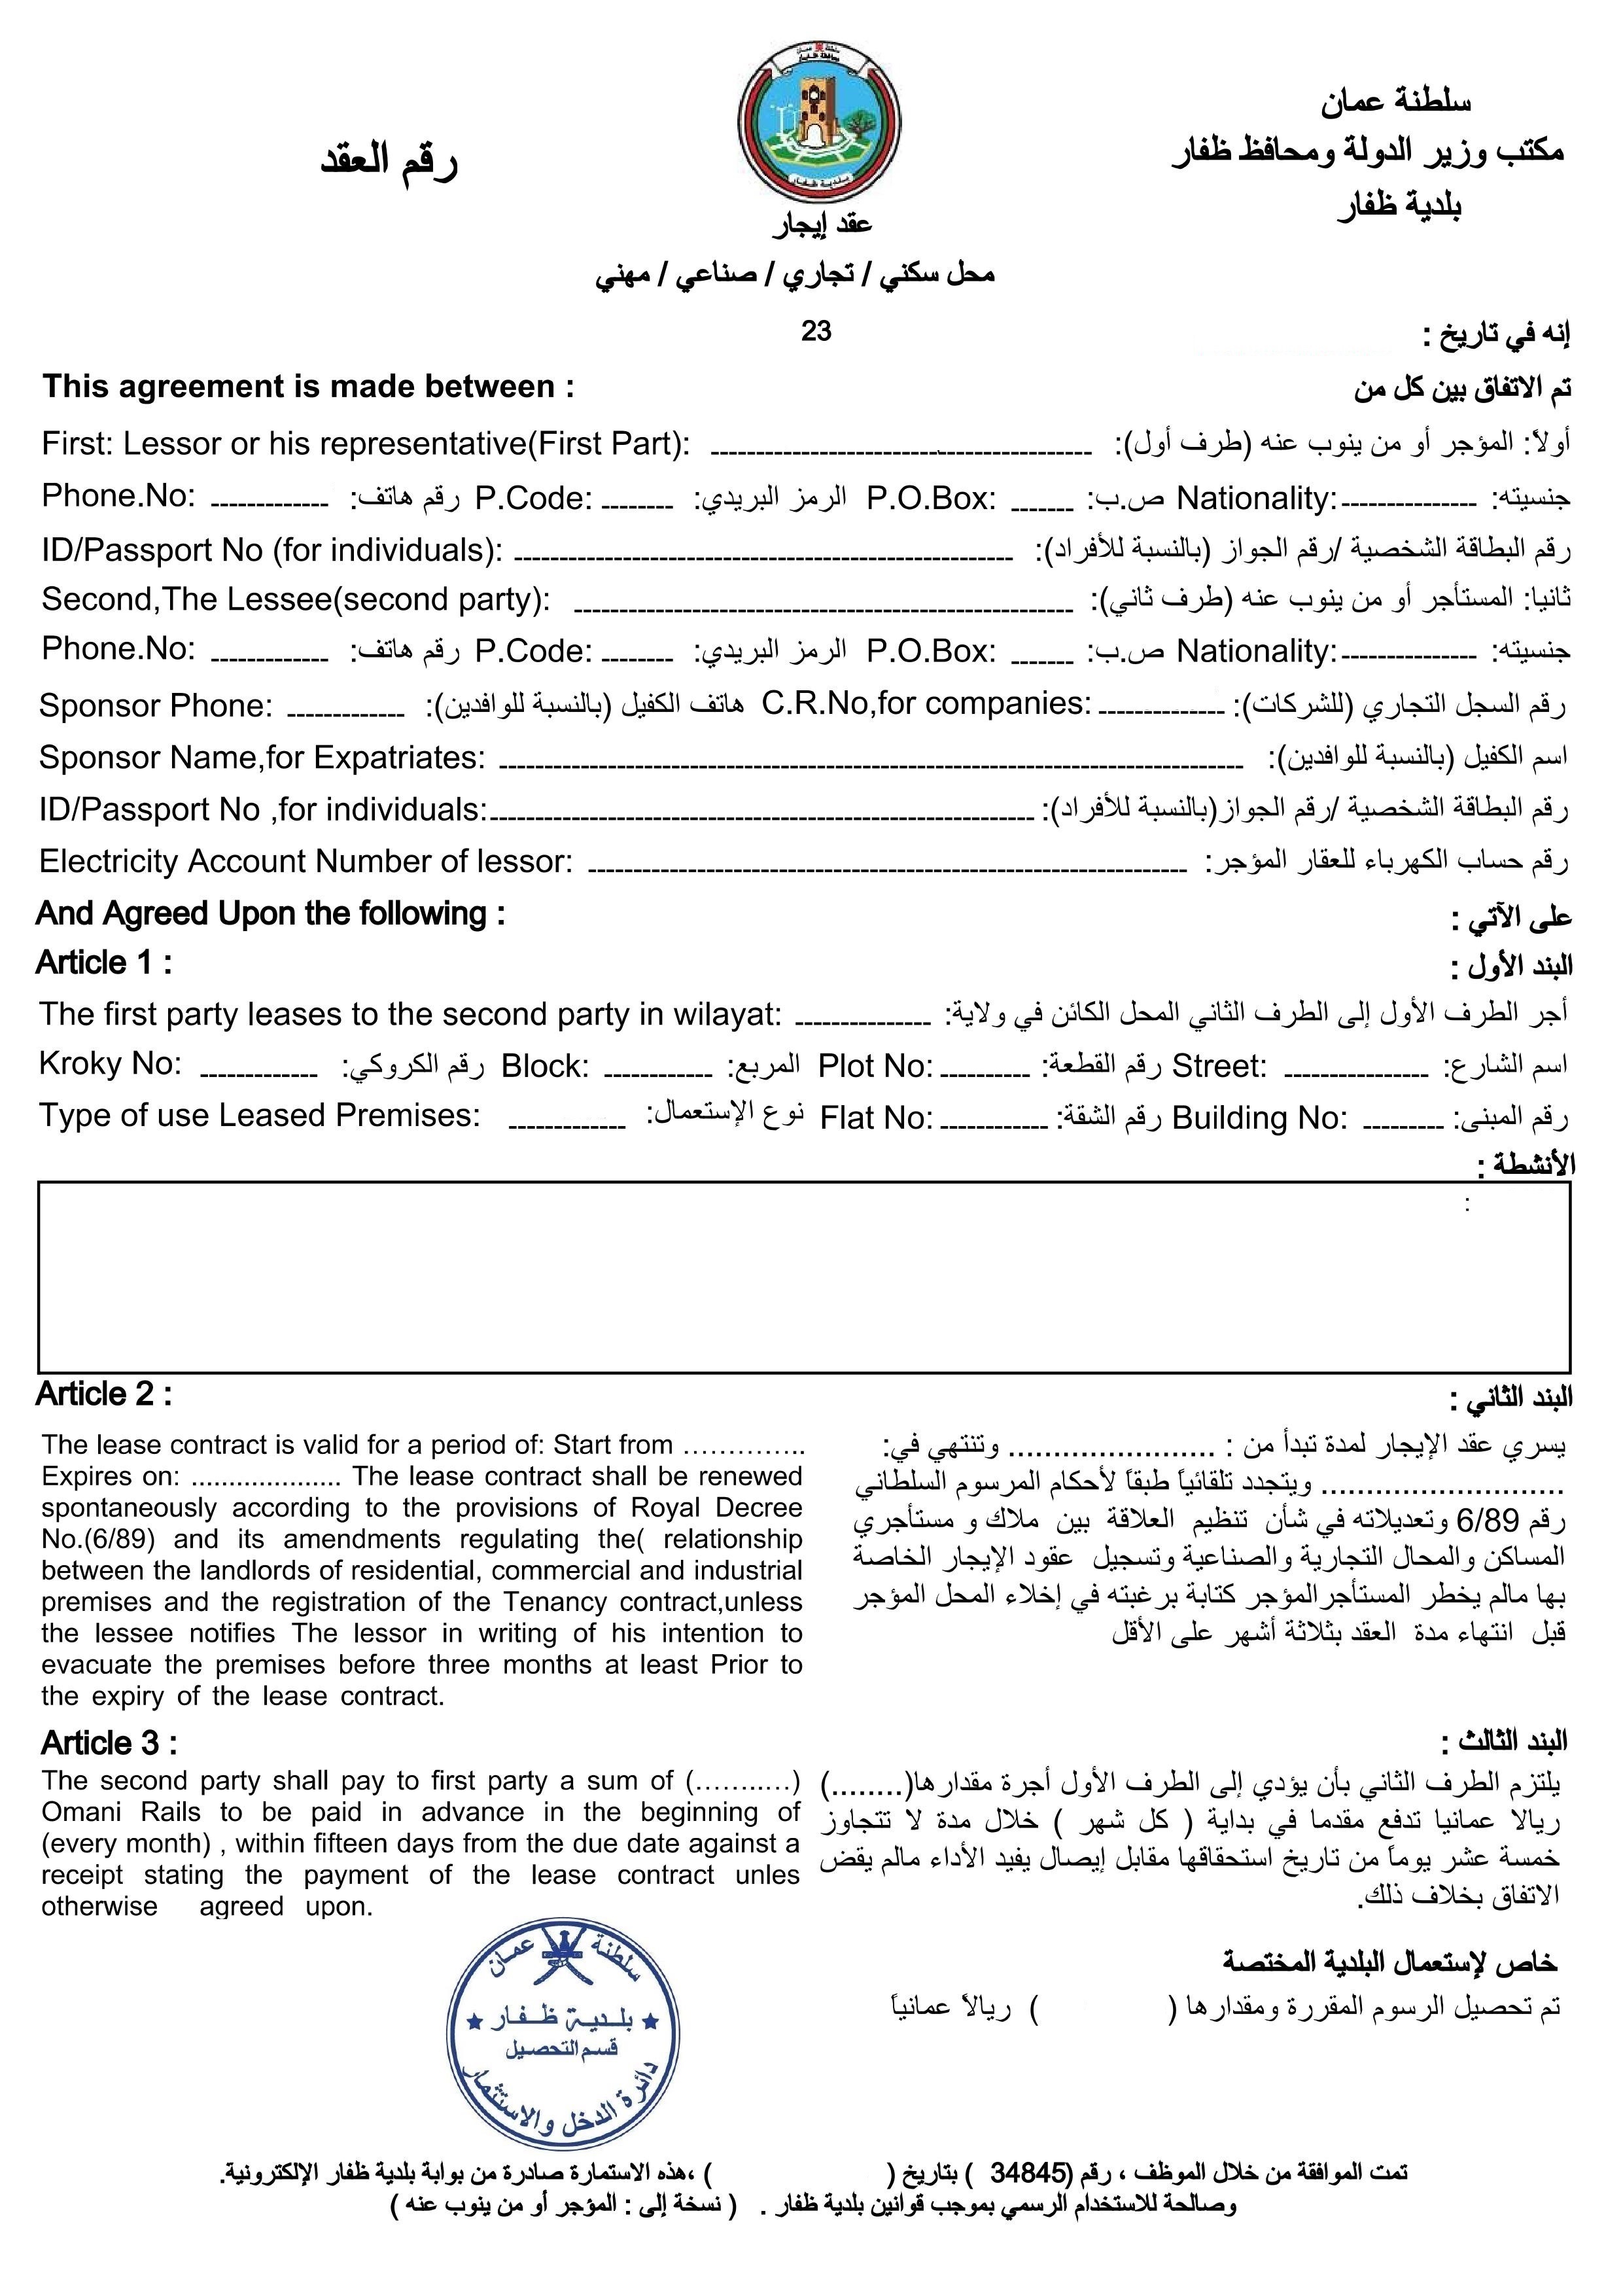 سلطنة عمان
مكتب وزير الدولة ومحافظ ظفار
بلدية ظفار
رقم العقد
سلطنة عمان
محافظة ظفار
بلدية ظفار
عقد إيجار
محل سكني / تجاري / صناعي / مهني
إنه في تاريخ : 23
This agreement is made between : تم الاتفاق بين كل من
First: Lessor or his representative(First Part): أولاً: المؤجر أو من ينوب عنه (طرف أول):
Phone.No: رقم هاتف: P.Code: الرمز البريدي: P.O.Box: ص.ب: Nationality: جنسيته:
ID/Passport No (for individuals): رقم البطاقة الشخصية /رقم الجواز (بالنسبة للأفراد):
Second,The Lessee(second party): ثانيا: المستأجر أو من ينوب عنه (طرف ثاني):
Phone.No: رقم هاتف: P.Code: الرمز البريدي: P.O.Box: ص.ب: Nationality: جنسيته:
Sponsor Phone: هاتف الكفيل (بالنسبة للوافدين): C.R.No,for companies: رقم السجل التجاري (للشركات):
Sponsor Name,for Expatriates: اسم الكفيل (بالنسبة للوافدين):
ID/Passport No ,for individuals: رقم البطاقة الشخصية /رقم الجواز(بالنسبة للأفراد):
Electricity Account Number of lessor: رقم حساب الكهرباء للعقار المؤجر:
And Agreed Upon the following : على الآتي :
Article 1 : البند الأول :
The first party leases to the second party in wilayat: أجر الطرف الأول إلى الطرف الثاني المحل الكائن في ولاية:
Kroky No: رقم الكروكي: Block: المربع: Plot No: رقم القطعة: Street: اسم الشارع:
Type of use Leased Premises: نوع الإستعمال: Flat No: رقم الشقة: Building No: رقم المبنى:
الأنشطة :
:
Article 2 :
The lease contract is valid for a period of: Start from …………..
Expires on: .................... The lease contract shall be renewed
spontaneously according to the provisions of Royal Decree
No.(6/89) and its amendments regulating the( relationship
between the landlords of residential, commercial and industrial
premises and the registration of the Tenancy contract,unless
the lessee notifies The lessor in writing of his intention to
evacuate the premises before three months at least Prior to
the expiry of the lease contract.
البند الثاني :
يسري عقد الإيجار لمدة تبدأ من : ....................... وتنتهي في:
........................... ويتجدد تلقائياً طبقاً لأحكام المرسوم السلطاني
رقم 6/89 وتعديلاته في شأن تنظيم العلاقة بين ملاك و مستأجري
المساكن والمحال التجارية والصناعية وتسجيل عقود الإيجار الخاصة
بها مالم يخطر المستأجرالمؤجر كتابة برغبته في إخلاء المحل المؤجر
قبل انتهاء مدة العقد بثلاثة أشهر على الأقل
Article 3 :
The second party shall pay to first party a sum of (……..…)
Omani Rails to be paid in advance in the beginning of
(every month) , within fifteen days from the due date against a
receipt stating the payment of the lease contract unles
otherwise agreed upon.
البند الثالث :
يلتزم الطرف الثاني بأن يؤدي إلى الطرف الأول أجرة مقدارها(........)
ريالا عمانيا تدفع مقدما في بداية ( كل شهر ) خلال مدة لا تتجاوز
خمسة عشر يوماً من تاريخ استحقاقها مقابل إيصال يفيد الأداء مالم يقض
الاتفاق بخلاف ذلك.
خاص لإستعمال البلدية المختصة
تم تحصيل الرسوم المقررة ومقدارها ( ) ريالاً عمانياً
سلطنة عمان
بلدية ظفار
قسم التحصيل
دائرة الدخل والاستثمار
تمت الموافقة من خلال الموظف ، رقم (34845 ) بتاريخ ( ) ،هذه الاستمارة صادرة من بوابة بلدية ظفار الإلكترونية.
وصالحة للاستخدام الرسمي بموجب قوانين بلدية ظفار . ( نسخة إلى : المؤجر أو من ينوب عنه )